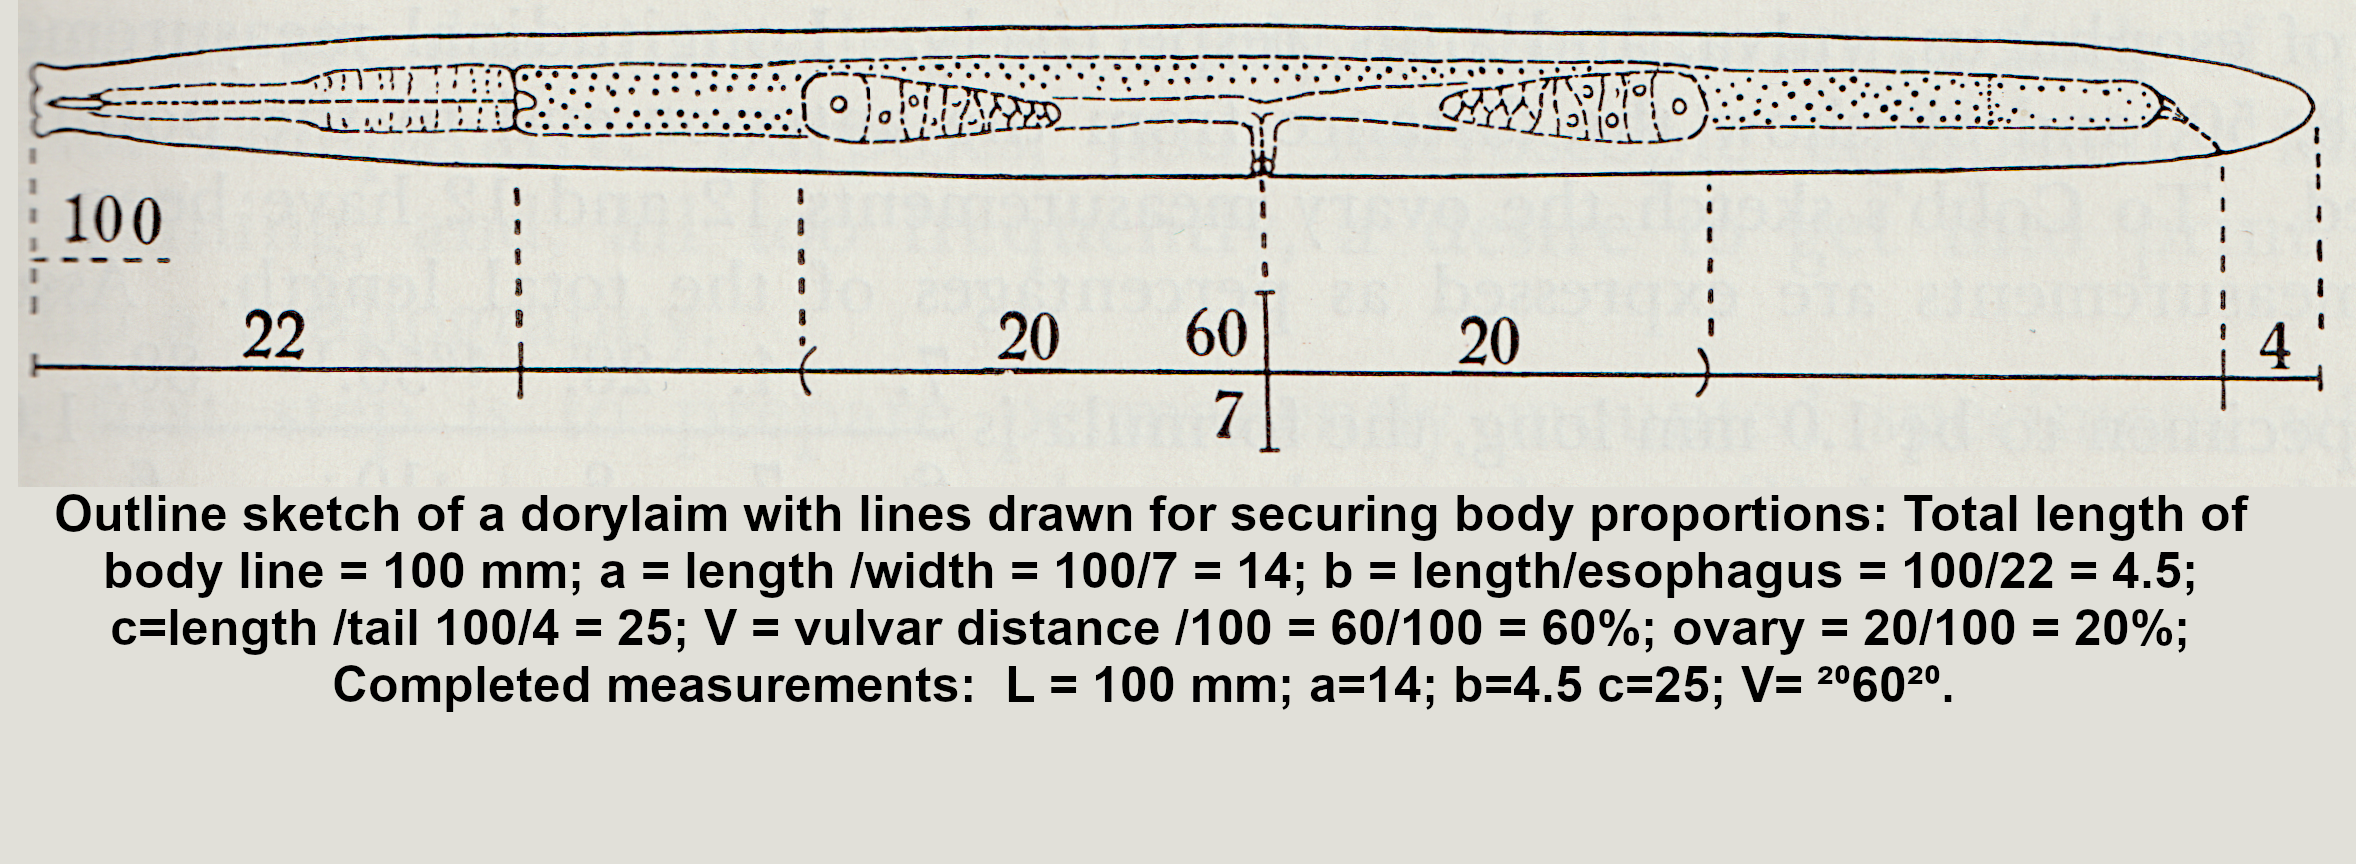 100
22
20
60
20
4
7
Outline sketch of a dorylaim with lines drawn for securing body proportions: Total length of
body line = 100 mm; a = length /width = 100/7 = 14; b = length/esophagus = 100/22 = 4.5;
c=length /tail 100/4 = 25; V = vulvar distance /100 = 60/100 = 60%; ovary = 20/100 = 20%;
Completed measurements:  L = 100 mm; a=14; b=4.5 c=25; V= ²⁰60²⁰.